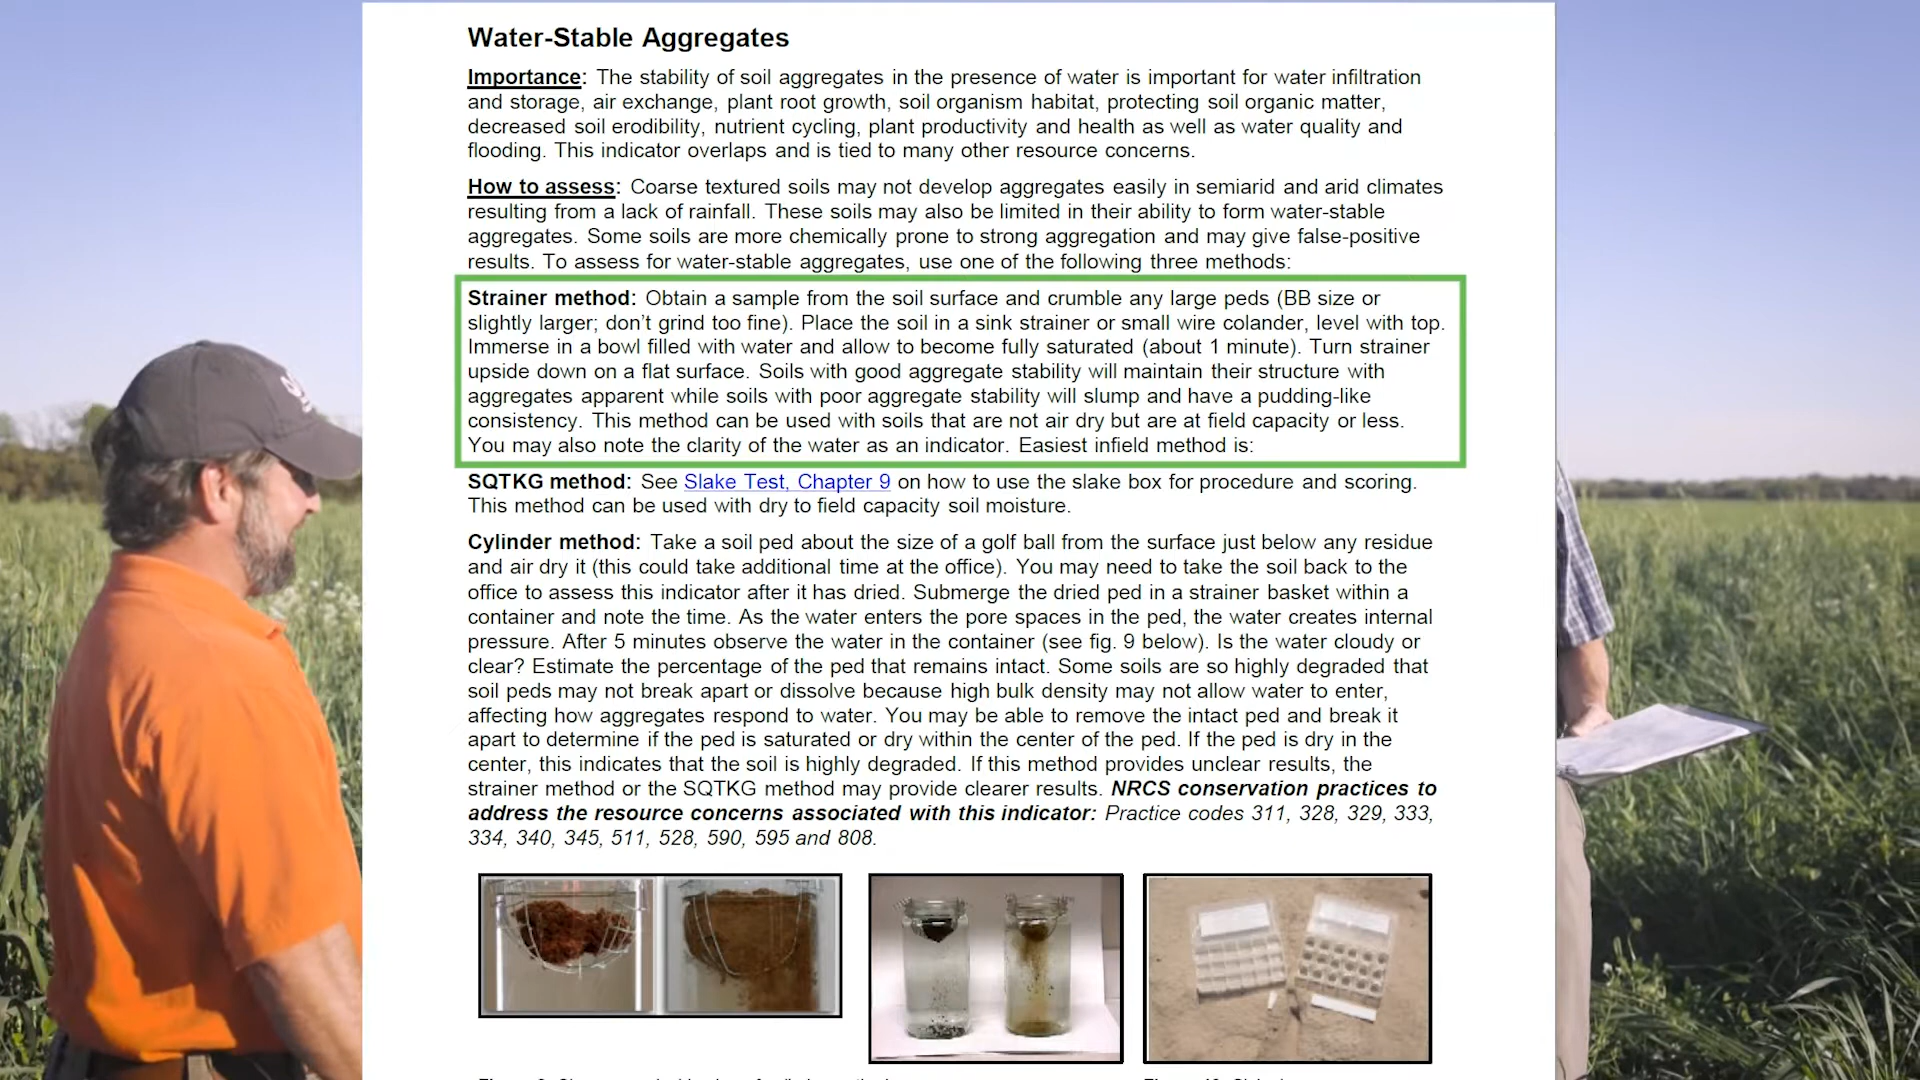 Water-Stable Aggregates
Importance: The stability of soil aggregates in the presence of water is important for water infiltration
and storage, air exchange, plant root growth, soil organism habitat, protecting soil organic matter,
decreased soil erodibility, nutrient cycling, plant productivity and health as well as water quality and
flooding. This indicator overlaps and is tied to many other resource concerns.
How to assess: Coarse textured soils may not develop aggregates easily in semiarid and arid climates
resulting from a lack of rainfall. These soils may also be limited in their ability to form water-stable
aggregates. Some soils are more chemically prone to strong aggregation and may give false-positive
results. To assess for water-stable aggregates, use one of the following three methods:
Strainer method: Obtain a sample from the soil surface and crumble any large peds (BB size or
slightly larger; don't grind too fine). Place the soil in a sink strainer or small wire colander, level with top.
Immerse in a bowl filled with water and allow to become fully saturated (about 1 minute). Turn strainer
upside down on a flat surface. Soils with good aggregate stability will maintain their structure with
aggregates apparent while soils with poor aggregate stability will slump and have a pudding-like
consistency. This method can be used with soils that are not air dry but are at field capacity or less.
You may also note the clarity of the water as an indicator. Easiest infield method is:
SQTKG method: See Slake Test, Chapter 9 on how to use the slake box for procedure and scoring.
This method can be used with dry to field capacity soil moisture.
Cylinder method: Take a soil ped about the size of a golf ball from the surface just below any residue
and air dry it (this could take additional time at the office). You may need to take the soil back to the
office to assess this indicator after it has dried. Submerge the dried ped in a strainer basket within a
container and note the time. As the water enters the pore spaces in the ped, the water creates internal
pressure. After 5 minutes observe the water in the container (see fig. 9 below). Is the water cloudy or
clear? Estimate the percentage of the ped that remains intact. Some soils are so highly degraded that
soil peds may not break apart or dissolve because high bulk density may not allow water to enter,
affecting how aggregates respond to water. You may be able to remove the intact ped and break it
apart to determine if the ped is saturated or dry within the center of the ped. If the ped is dry in the
center, this indicates that the soil is highly degraded. If this method provides unclear results, the
strainer method or the SQTKG method may provide clearer results. NRCS conservation practices to
address the resource concerns associated with this indicator: Practice codes 311, 328, 329, 333,
334, 340, 345, 511, 528, 590, 595 and 808.